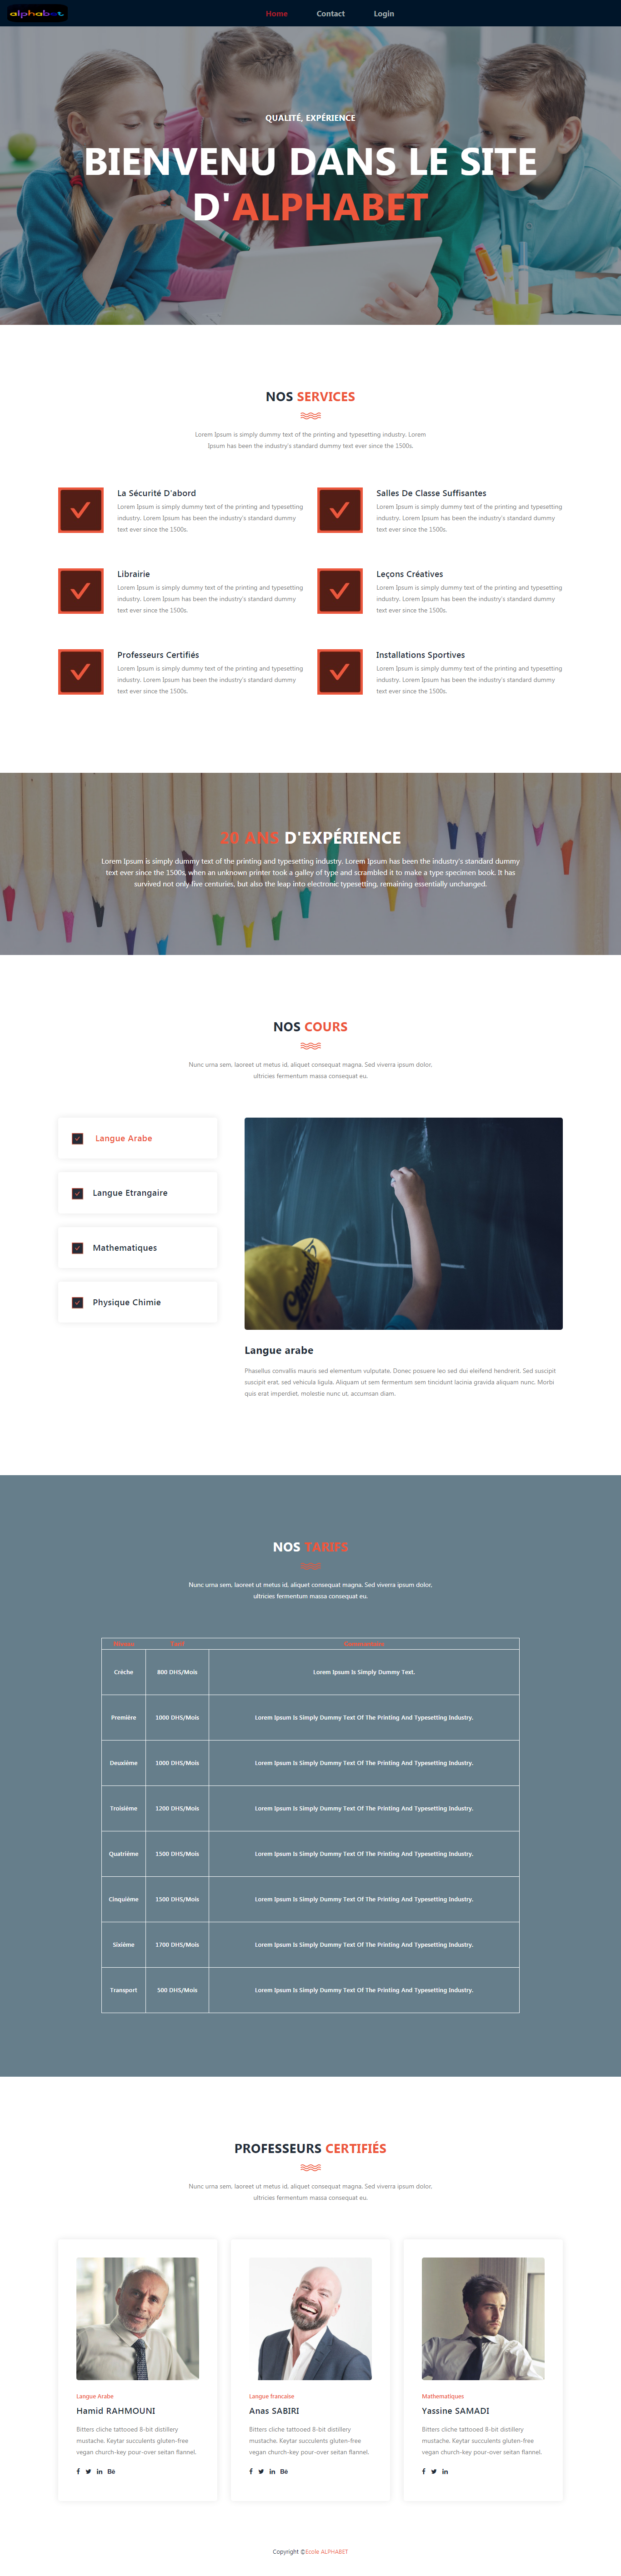 alphabet
Home Contact Login
QUALITÉ, EXPÉRIENCE
BIENVENU DANS LE SITE
D'ALPHABET
NOS SERVICES
Lorem Ipsum is simply dummy text of the printing and typesetting industry. Lorem
Ipsum has been the industry's standard dummy text ever since the 1500s.
La Sécurité D'abord
Lorem Ipsum is simply dummy text of the printing and typesetting
industry. Lorem Ipsum has been the industry's standard dummy
text ever since the 1500s.
Salles De Classe Suffisantes
Lorem Ipsum is simply dummy text of the printing and typesetting
industry. Lorem Ipsum has been the industry's standard dummy
text ever since the 1500s.
Librairie
Lorem Ipsum is simply dummy text of the printing and typesetting
industry. Lorem Ipsum has been the industry's standard dummy
text ever since the 1500s.
Leçons Créatives
Lorem Ipsum is simply dummy text of the printing and typesetting
industry. Lorem Ipsum has been the industry's standard dummy
text ever since the 1500s.
Professeurs Certifiés
Lorem Ipsum is simply dummy text of the printing and typesetting
industry. Lorem Ipsum has been the industry's standard dummy
text ever since the 1500s.
Installations Sportives
Lorem Ipsum is simply dummy text of the printing and typesetting
industry. Lorem Ipsum has been the industry's standard dummy
text ever since the 1500s.
20 ANS D'EXPÉRIENCE
Lorem Ipsum is simply dummy text of the printing and typesetting industry. Lorem Ipsum has been the industry's standard dummy
text ever since the 1500s, when an unknown printer took a galley of type and scrambled it to make a type specimen book. It has
survived not only five centuries, but also the leap into electronic typesetting, remaining essentially unchanged.
NOS COURS
Nunc urna sem, laoreet ut metus id, aliquet consequat magna. Sed viverra ipsum dolor,
ultricies fermentum massa consequat eu.
Langue Arabe
Langue Etrangaire
Mathematiques
Physique Chimie
Langue arabe
Phasellus convallis mauris sed elementum vulputate. Donec posuere leo sed dui eleifend hendrerit. Sed suscipit
suscipit erat, sed vehicula ligula. Aliquam ut sem fermentum sem tincidunt lacinia gravida aliquam nunc. Morbi
quis erat imperdiet, molestie nunc ut, accumsan diam.
NOS TARIFS
Nunc urna sem, laoreet ut metus id, aliquet consequat magna. Sed viverra ipsum dolor,
ultricies fermentum massa consequat eu.
Crèche 800 DHS/Mois Lorem Ipsum Is Simply Dummy Text.
Première 1000 DHS/Mois Lorem Ipsum Is Simply Dummy Text Of The Printing And Typesetting Industry.
Deuxième 1000 DHS/Mois Lorem Ipsum Is Simply Dummy Text Of The Printing And Typesetting Industry.
Troisième 1200 DHS/Mois Lorem Ipsum Is Simply Dummy Text Of The Printing And Typesetting Industry.
Quatrième 1500 DHS/Mois Lorem Ipsum Is Simply Dummy Text Of The Printing And Typesetting Industry.
Cinquième 1500 DHS/Mois Lorem Ipsum Is Simply Dummy Text Of The Printing And Typesetting Industry.
Sixième 1700 DHS/Mois Lorem Ipsum Is Simply Dummy Text Of The Printing And Typesetting Industry.
Transport 500 DHS/Mois Lorem Ipsum Is Simply Dummy Text Of The Printing And Typesetting Industry.
PROFESSEURS CERTIFIÉS
Nunc urna sem, laoreet ut metus id, aliquet consequat magna. Sed viverra ipsum dolor,
ultricies fermentum massa consequat eu.
Langue Arabe
Hamid RAHMOUNI
Bitters cliche tattooed 8-bit distillery
mustache. Keytar succulents gluten-free
vegan church-key pour-over seitan flannel.
Langue francaise
Anas SABIRI
Bitters cliche tattooed 8-bit distillery
mustache. Keytar succulents gluten-free
vegan church-key pour-over seitan flannel.
Mathematiques
Yassine SAMADI
Bitters cliche tattooed 8-bit distillery
mustache. Keytar succulents gluten-free
vegan church-key pour-over seitan flannel.
Copyright ©Ecole ALPHABET